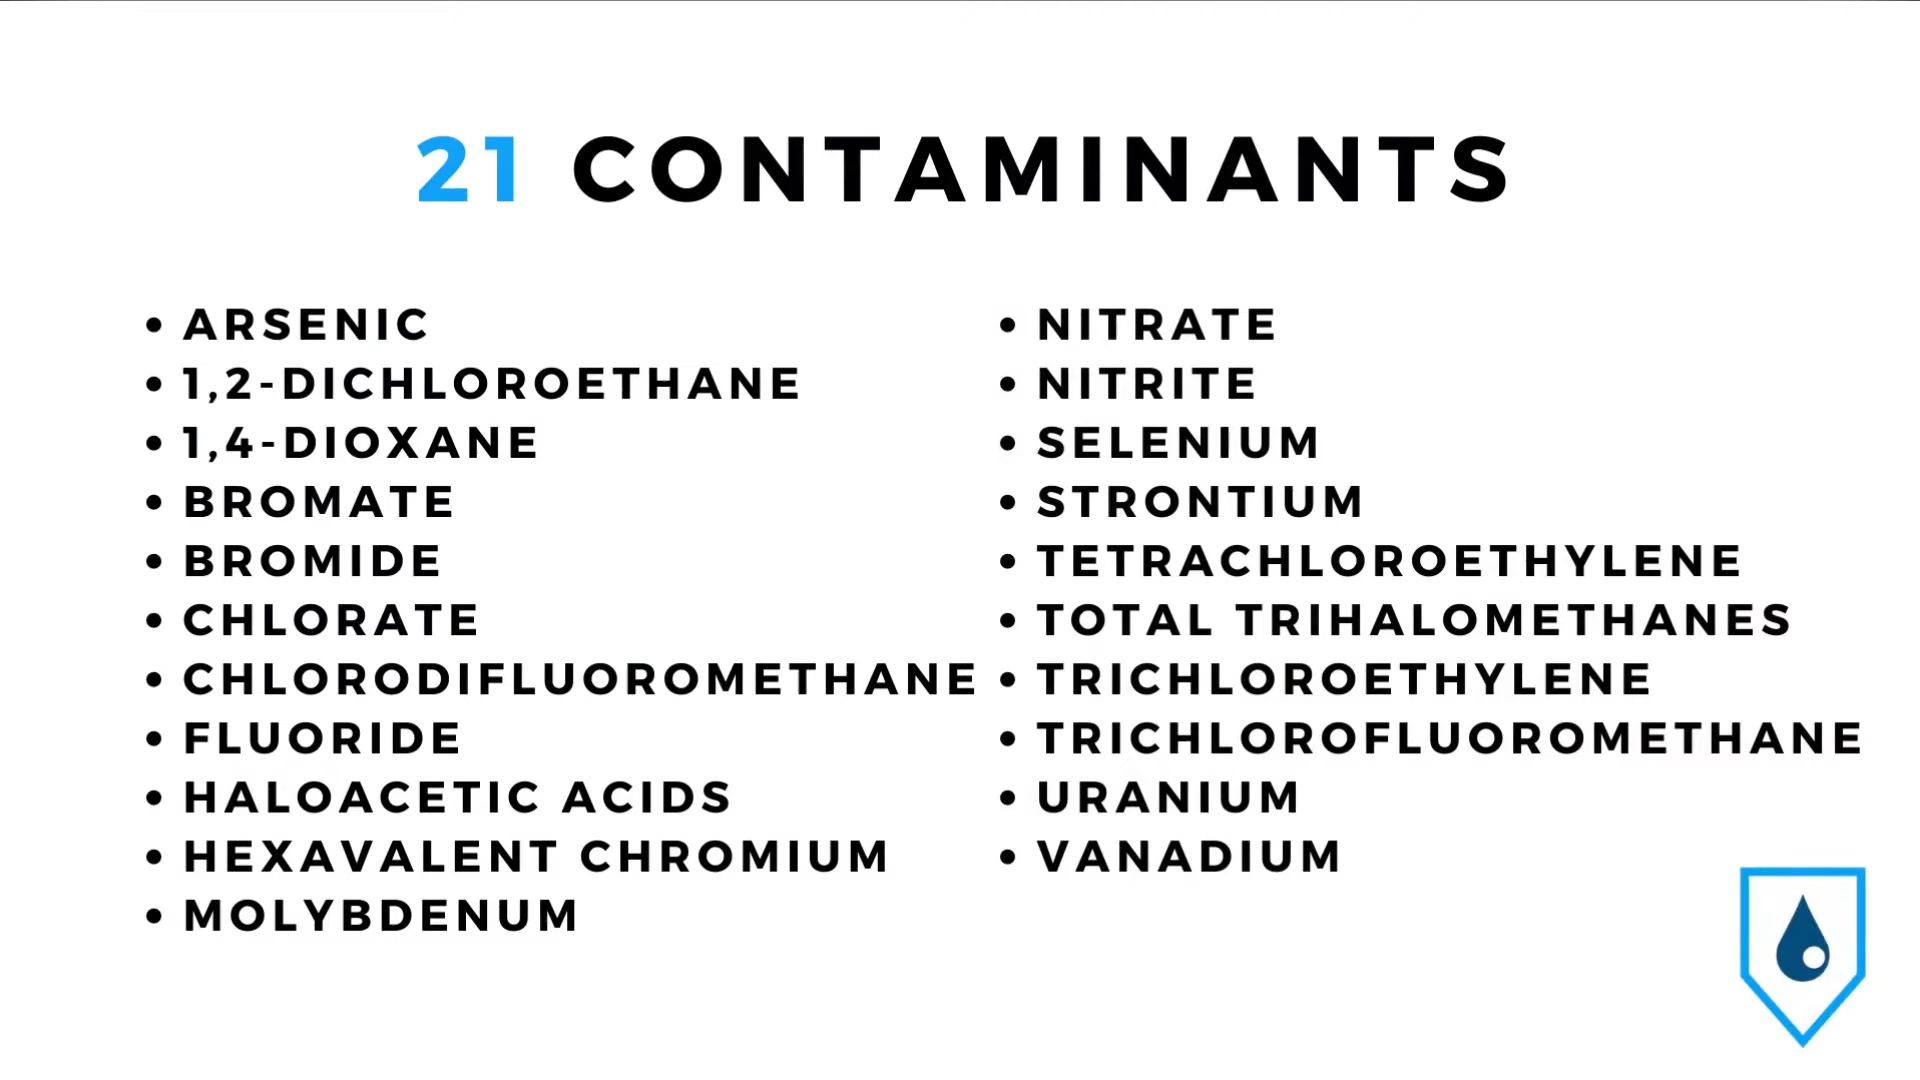 21 CONTAMINANTS
• ARSENIC
• 1,2-DICHLOROETHANE
• 1,4-DIOXANE
• BROMATE
• BROMIDE
• CHLORATE
• CHLORODIFLUOROMETHANE
• FLUORIDE
• HALOACETIC ACIDS
• HEXAVALENT CHROMIUM
• MOLYBDENUM
• NITRATE
• NITRITE
• SELENIUM
• STRONTIUM
• TETRACHLOROETHYLENE
• TOTAL TRIHALOMETHANES
• TRICHLOROETHYLENE
• TRICHLOROFLUOROMETHANE
• URANIUM
• VANADIUM